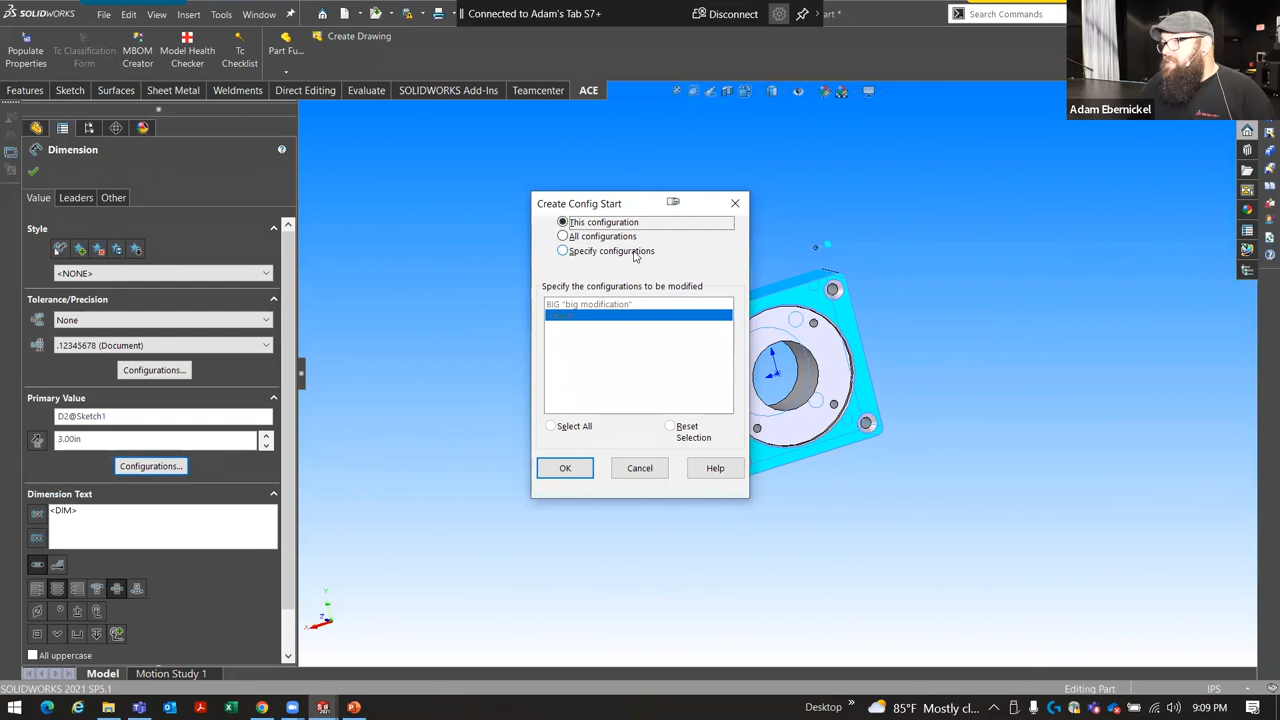 SOLIDWORKS
File Edit View Insert Tools Window
Connected to Adam's Tab S7+
Disconnect
art *
Search Commands
Populate Properties
Tc Classification Form
MBOM Creator
Model Health Checker
Tc Checklist
Part Fu...
Create Drawing
Features Sketch Surfaces Sheet Metal Weldments Direct Editing Evaluate SOLIDWORKS Add-Ins Teamcenter ACE
Adam Ebernickel
Dimension
Value Leaders Other
Style
<NONE>
Tolerance/Precision
None
.12345678 (Document)
Configurations...
Primary Value
D2@Sketch1
3.00in
Configurations...
Dimension Text
<DIM>
All uppercase
Create Config Start
This configuration
All configurations
Specify configurations
Specify the configurations to be modified
BIG "big modification"
Select All
Reset Selection
OK Cancel Help
Y
X
Z
Model Motion Study 1
SOLIDWORKS 2021 SP5.1
Editing Part
IPS
Desktop
85°F Mostly cl...
9:09 PM